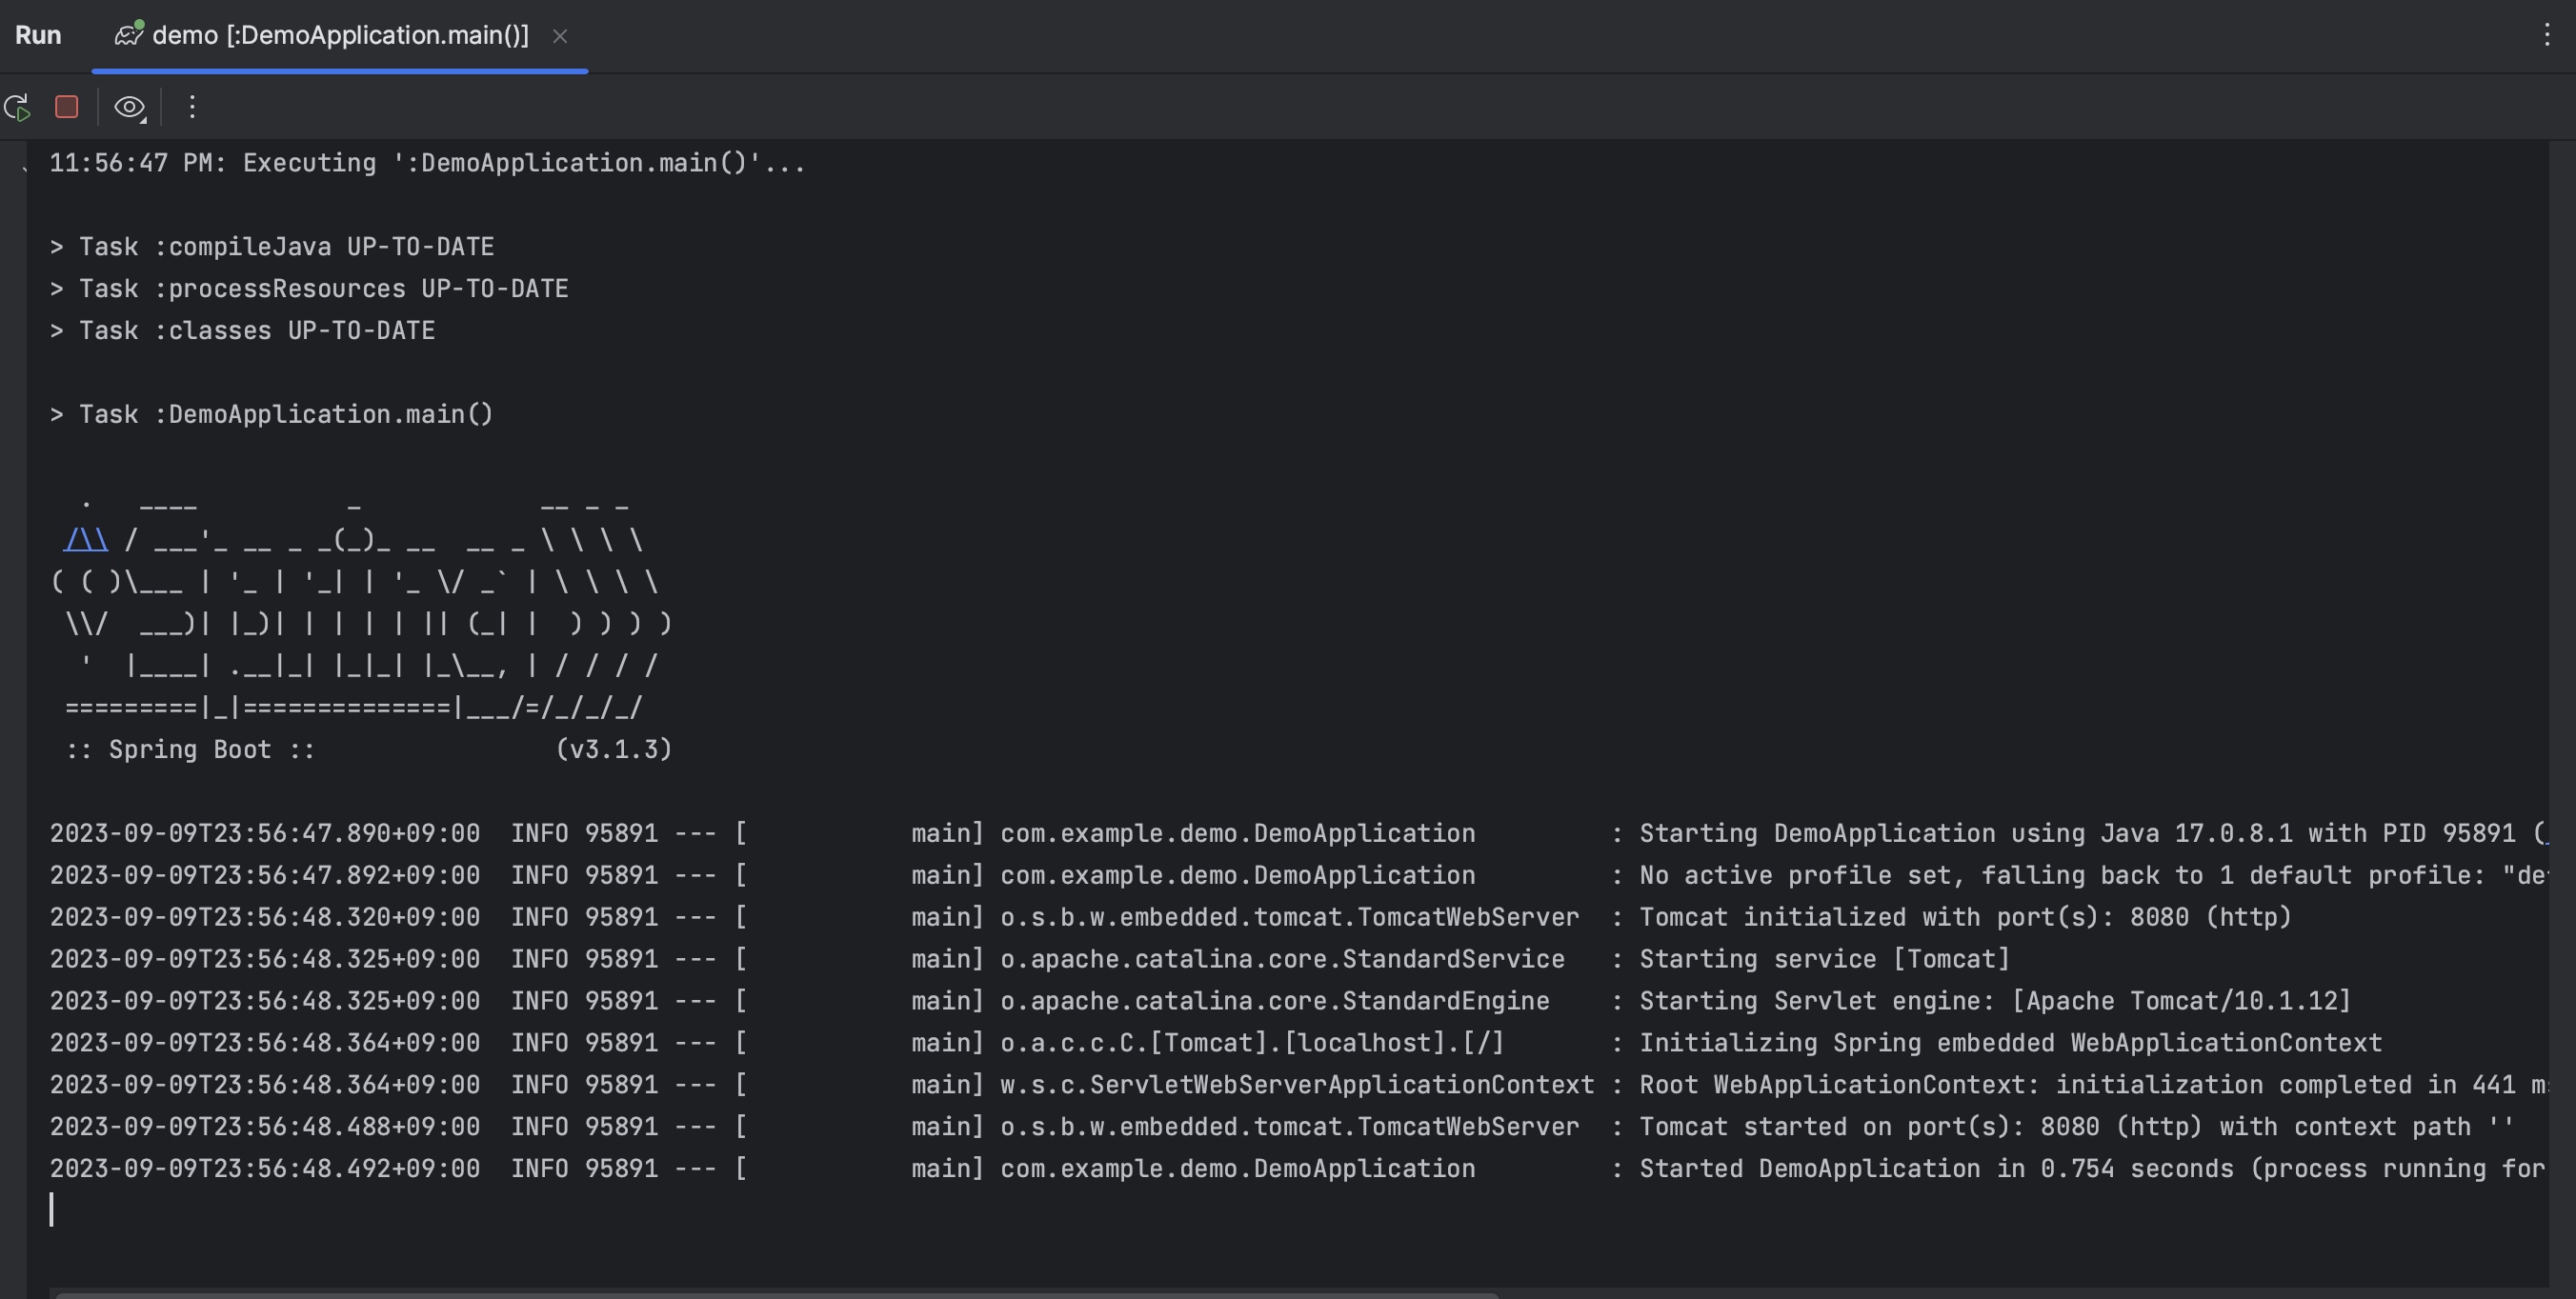 Run demo [:DemoApplication.main()]
11:56:47 PM: Executing ':DemoApplication.main()'...
> Task :compileJava UP-TO-DATE
> Task :processResources UP-TO-DATE
> Task :classes UP-TO-DATE
> Task :DemoApplication.main()
  .   ____          _            __ _ _
 /\\ / ___'_ __ _ _(_)_ __  __ _ \ \ \ \
( ( )\___ | '_ | '_| | '_ \/ _` | \ \ \ \
 \\/  ___)| |_)| | | | | || (_| |  ) ) ) )
  '  |____| .__|_| |_|_| |_\__, | / / / /
 =========|_|==============|___/=/_/_/_/
 :: Spring Boot ::                (v3.1.3)
2023-09-09T23:56:47.890+09:00  INFO 95891 --- [           main] com.example.demo.DemoApplication         : Starting DemoApplication using Java 17.0.8.1 with PID 95891 (
2023-09-09T23:56:47.892+09:00  INFO 95891 --- [           main] com.example.demo.DemoApplication         : No active profile set, falling back to 1 default profile: "de
2023-09-09T23:56:48.320+09:00  INFO 95891 --- [           main] o.s.b.w.embedded.tomcat.TomcatWebServer  : Tomcat initialized with port(s): 8080 (http)
2023-09-09T23:56:48.325+09:00  INFO 95891 --- [           main] o.apache.catalina.core.StandardService   : Starting service [Tomcat]
2023-09-09T23:56:48.325+09:00  INFO 95891 --- [           main] o.apache.catalina.core.StandardEngine    : Starting Servlet engine: [Apache Tomcat/10.1.12]
2023-09-09T23:56:48.364+09:00  INFO 95891 --- [           main] o.a.c.c.C.[Tomcat].[localhost].[/]       : Initializing Spring embedded WebApplicationContext
2023-09-09T23:56:48.364+09:00  INFO 95891 --- [           main] w.s.c.ServletWebServerApplicationContext : Root WebApplicationContext: initialization completed in 441 m
2023-09-09T23:56:48.488+09:00  INFO 95891 --- [           main] o.s.b.w.embedded.tomcat.TomcatWebServer  : Tomcat started on port(s): 8080 (http) with context path ''
2023-09-09T23:56:48.492+09:00  INFO 95891 --- [           main] com.example.demo.DemoApplication         : Started DemoApplication in 0.754 seconds (process running for